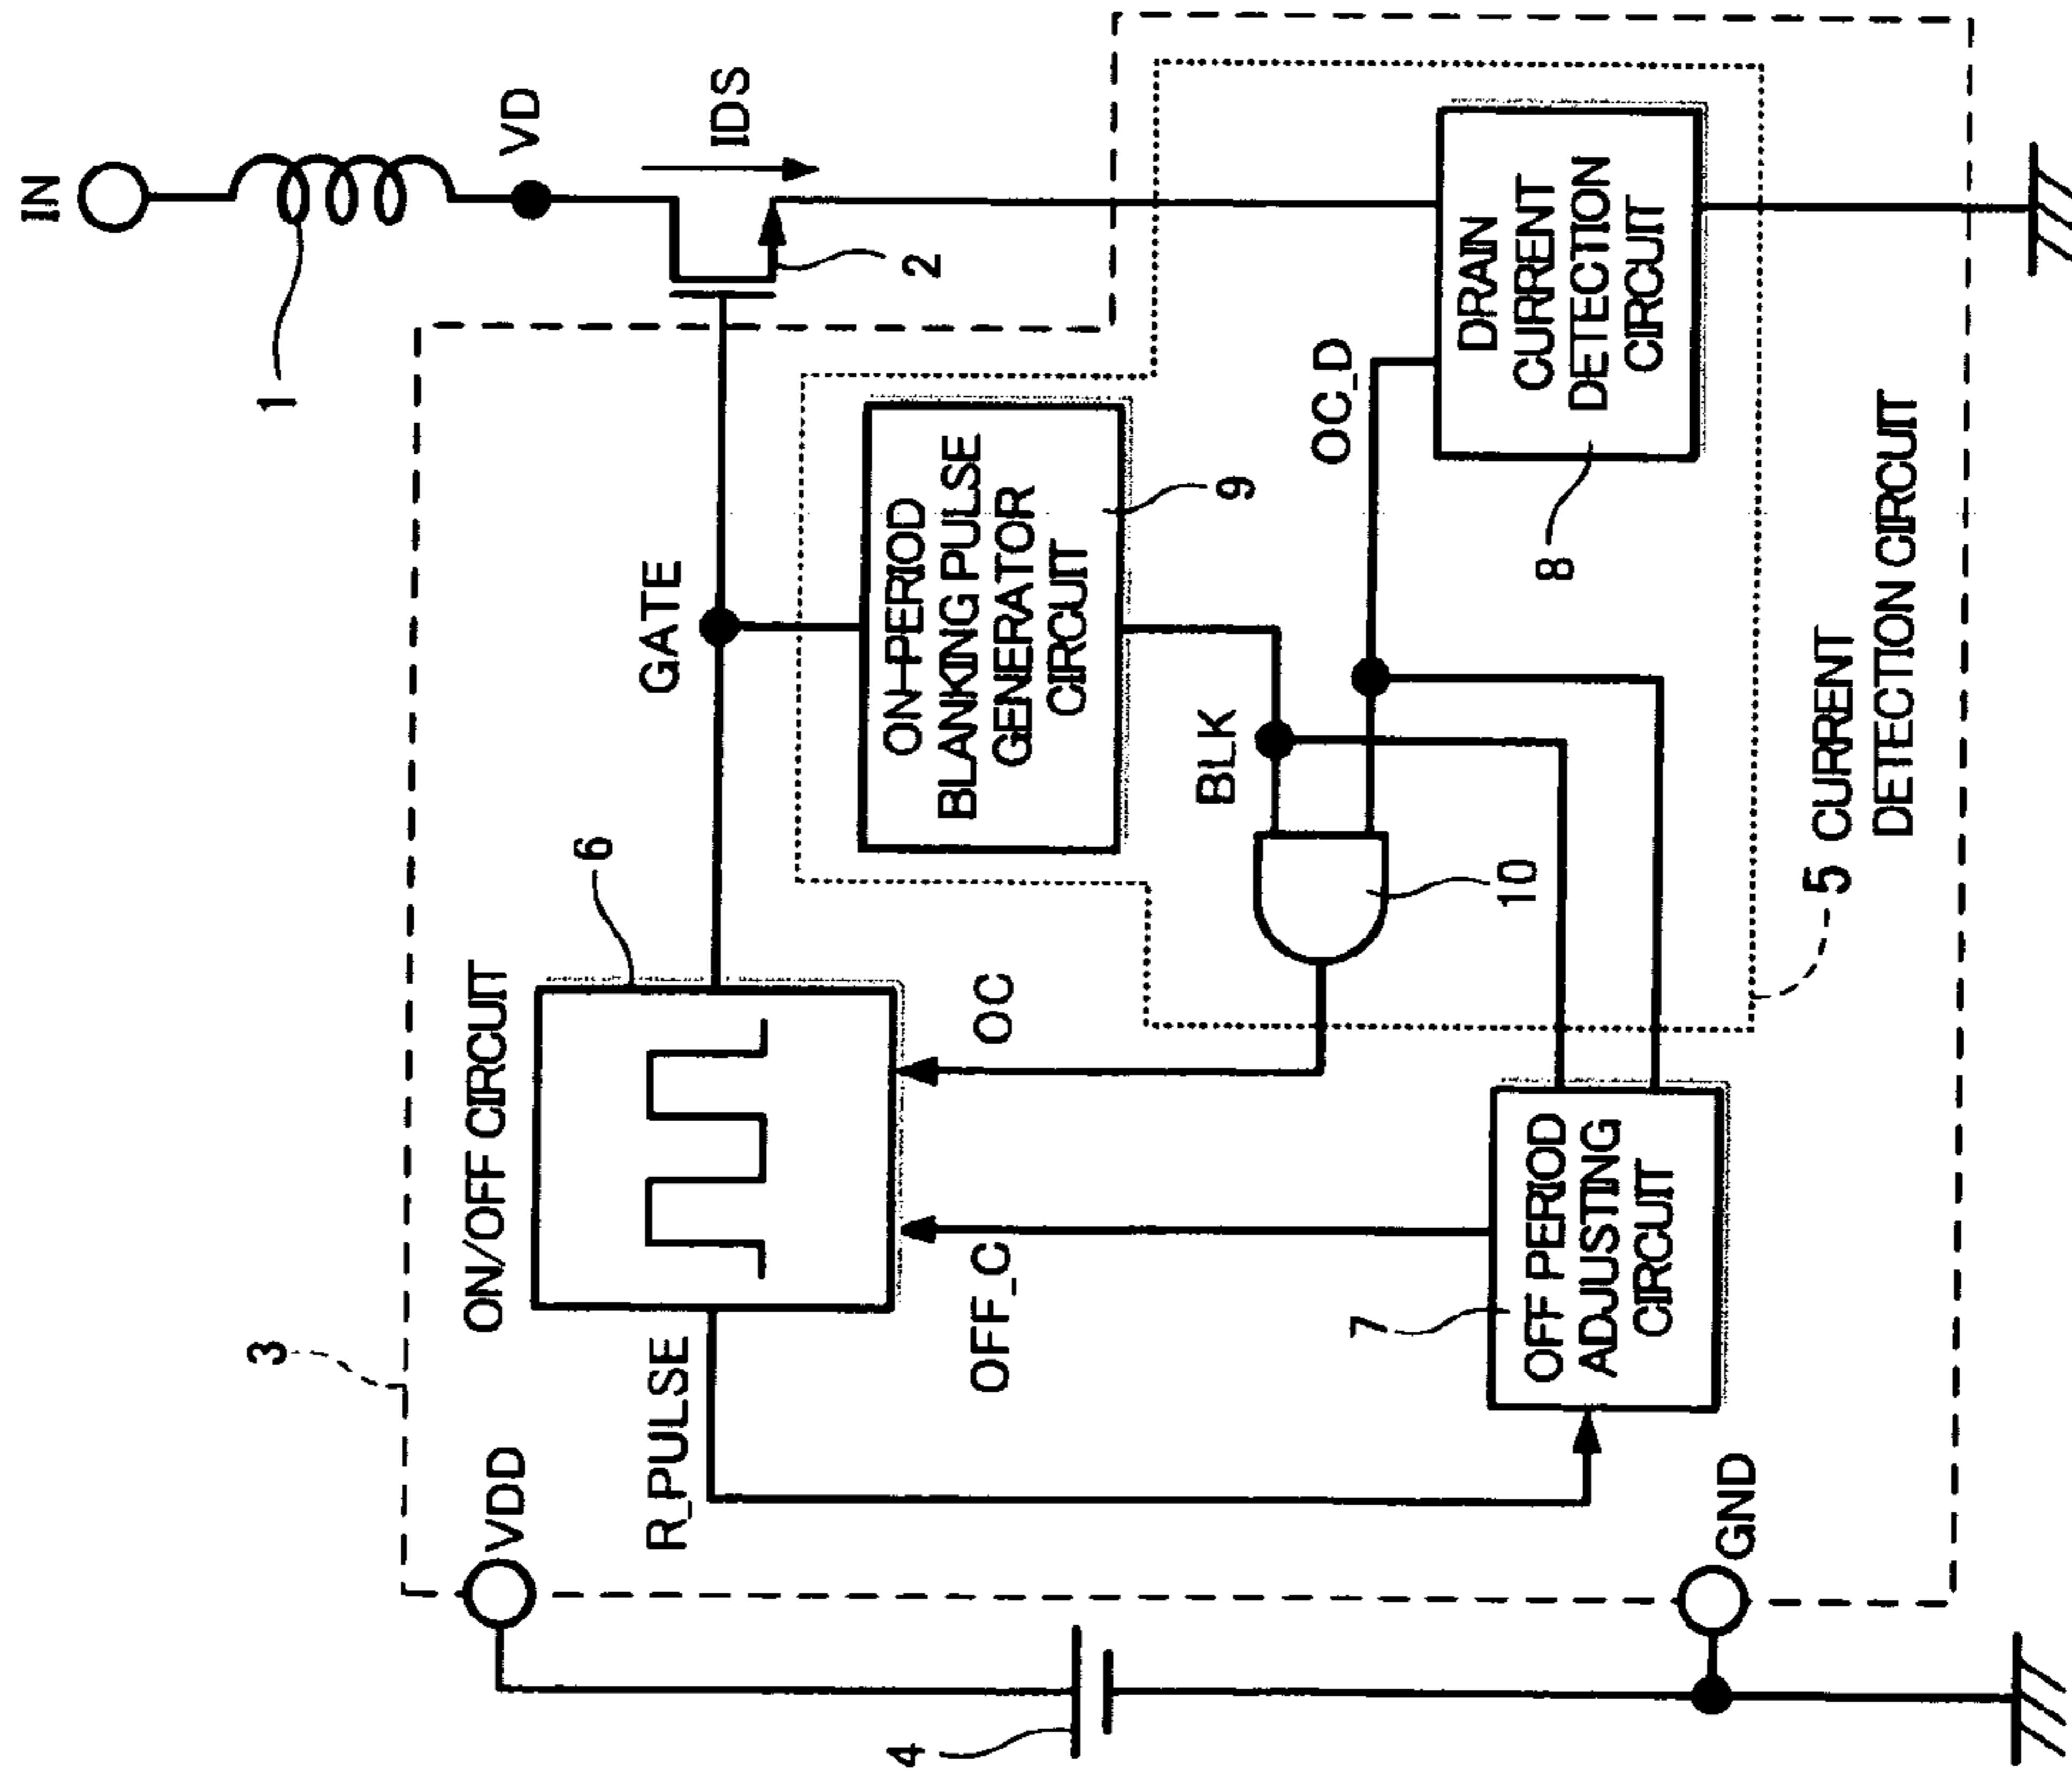 IN
1
VD
IDS
2
3
ON/OFF CIRCUIT
6
GATE
VDD
R_PULSE
ON-PERIOD
BLANKING PULSE
GENERATOR
CIRCUIT
9
OFF_C
OC
BLK
OC_D
10
4
7
OFF PERIOD
ADJUSTING
CIRCUIT
8
DRAIN
CURRENT
DETECTION
CIRCUIT
GND
5 CURRENT
DETECTION CIRCUIT